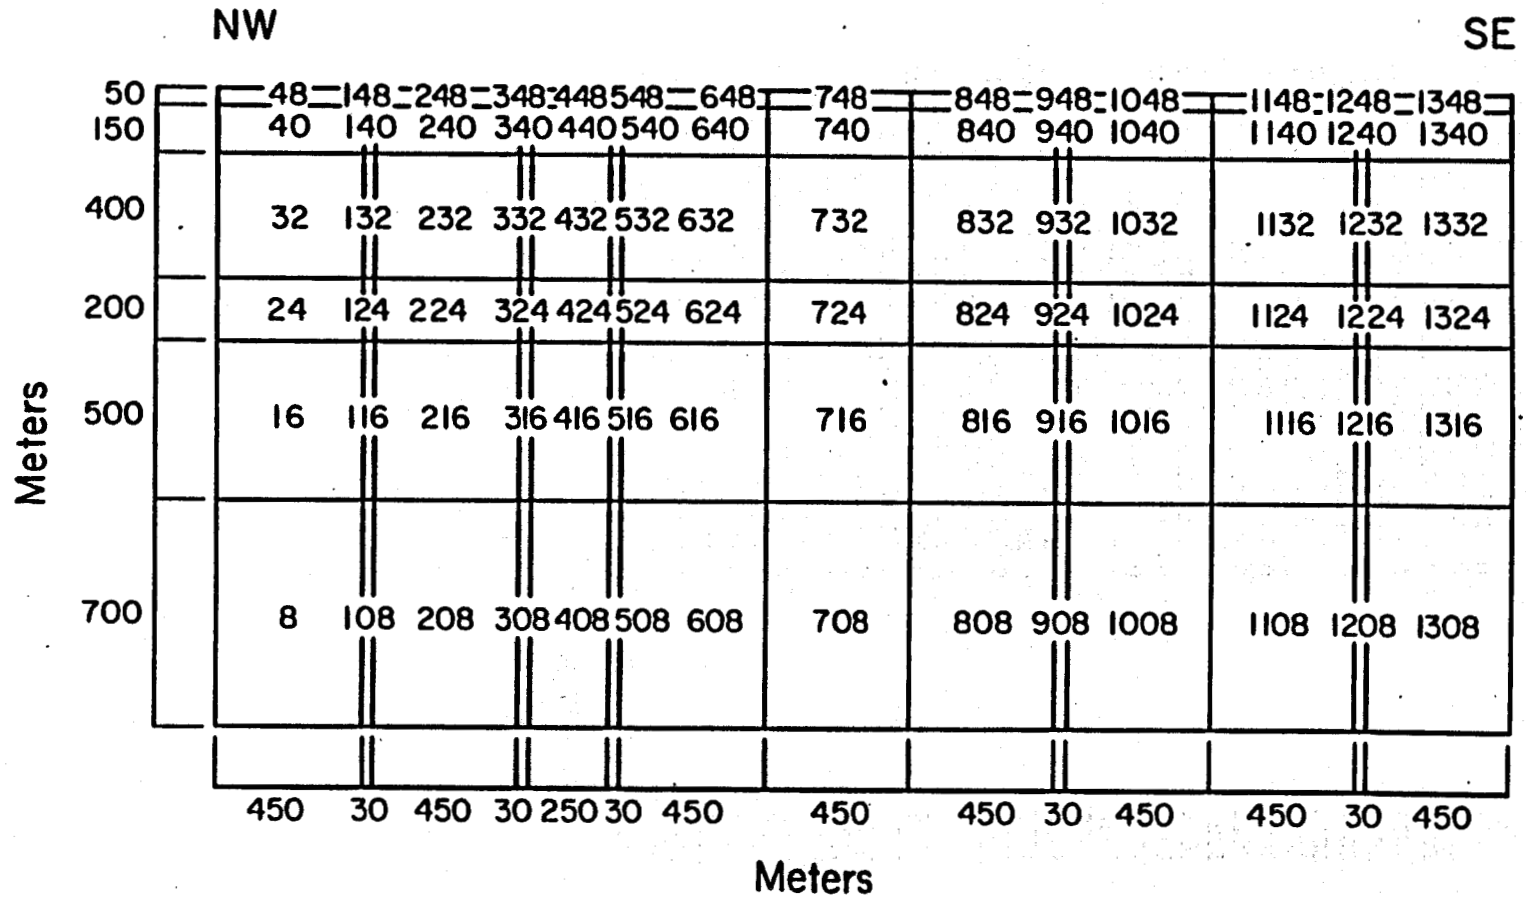 NW SE
50 48 148 248 348 448 548 648 748 848 948 1048 1148 1248 1348
150 40 140 240 340 440 540 640 740 840 940 1040 1140 1240 1340
400 32 132 232 332 432 532 632 732 832 932 1032 1132 1232 1332
200 24 124 224 324 424 524 624 724 824 924 1024 1124 1224 1324
500 16 116 216 316 416 516 616 716 816 916 1016 1116 1216 1316
Meters
700 8 108 208 308 408 508 608 708 808 908 1008 1108 1208 1308
450 30 450 30 250 30 450 450 450 30 450 450 30 450
Meters